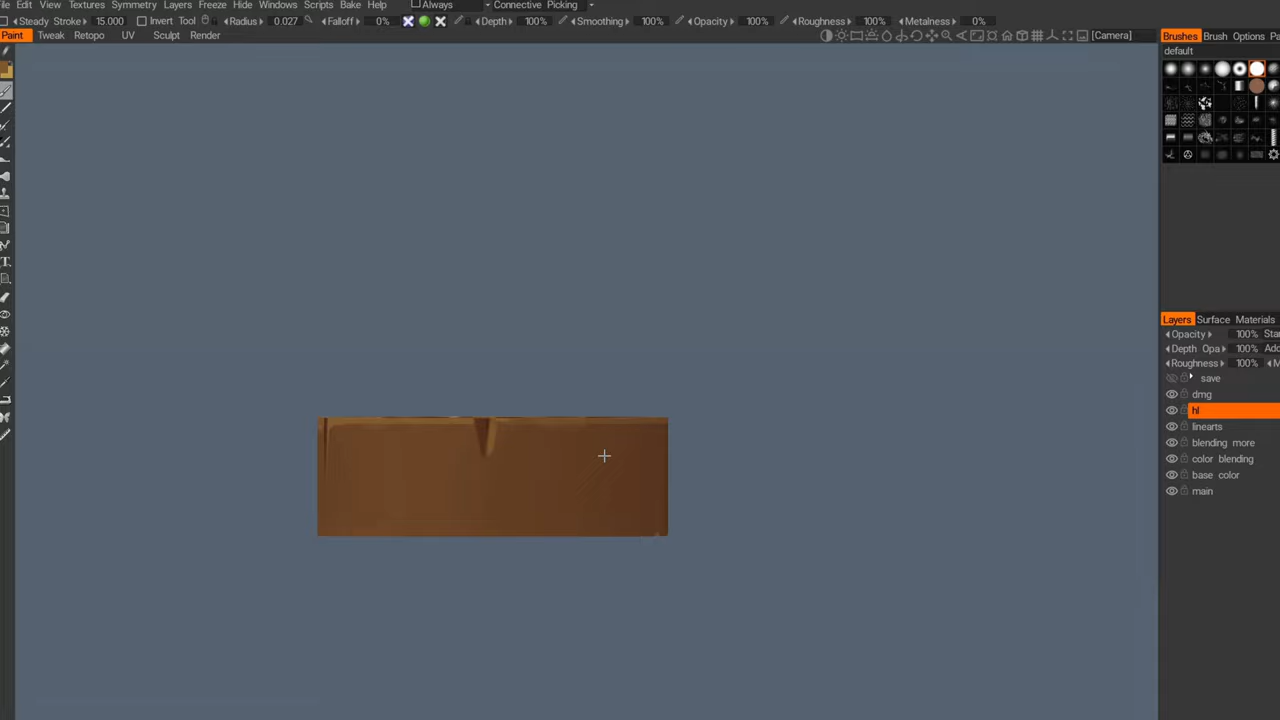 Edit View Textures Symmetry Layers Freeze Hide Windows Scripts Bake Help Always Connective Picking
Steady Stroke 15.000 Invert Tool Radius 0.027 Falloff 0% Depth 100% Smoothing 100% Opacity 100% Roughness 100% Metalness 0%
Paint Tweak Retopo UV Sculpt Render [Camera] Brushes Brush Options
default
Layers Surface Materials
Opacity 100%
Depth Opa 100%
Roughness 100%
save
dmg
hl
linearts
blending more
color blending
base color
main